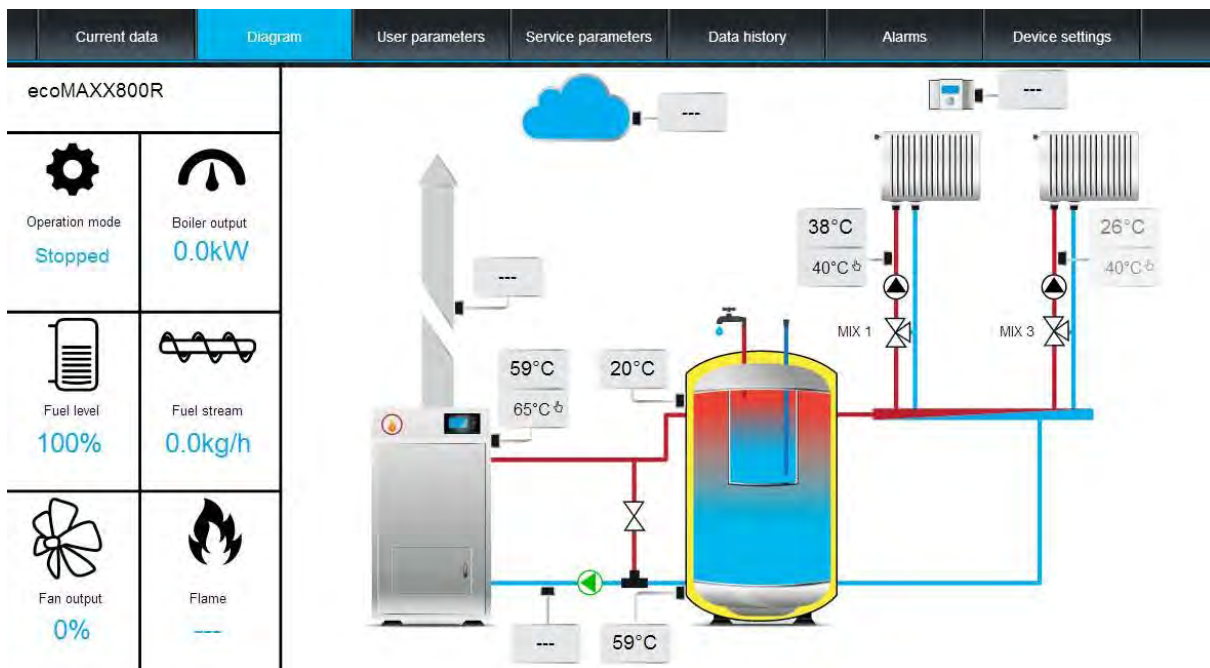 Current data
Diagram
User parameters
Service parameters
Data history
Alarms
Device settings
ecoMAXX800R
Operation mode
Stopped
Boiler output
0.0kW
Fuel level
100%
Fuel stream
0.0kg/h
Fan output
0%
Flame
---
---
---
38°C
40°C
26°C
40°C
MIX 1
MIX 3
---
59°C
65°C
20°C
---
59°C